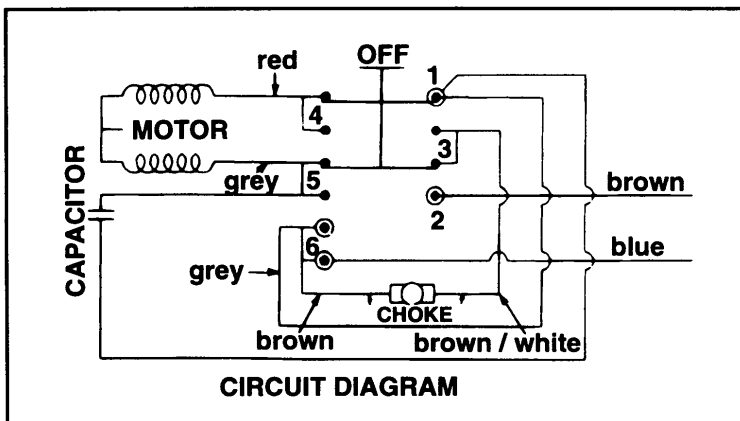 OFF
red
1
4
MOTOR
3
grey
5
brown
2
CAPACITOR
6
blue
grey
CHOKE
brown
brown / white
CIRCUIT DIAGRAM